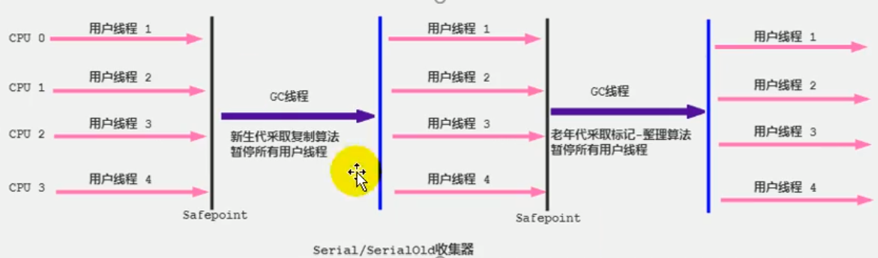 CPU 0 用户线程 1 用户线程 1 用户线程 1
CPU 1 用户线程 2 GC线程 用户线程 2 GC线程 用户线程 2
CPU 2 用户线程 3 新生代采取复制算法 用户线程 3 老年代采取标记-整理算法 用户线程 3
暂停所有用户线程 暂停所有用户线程
CPU 3 用户线程 4 用户线程 4 用户线程 4
Safepoint Safepoint
Serial/SerialOld收集器